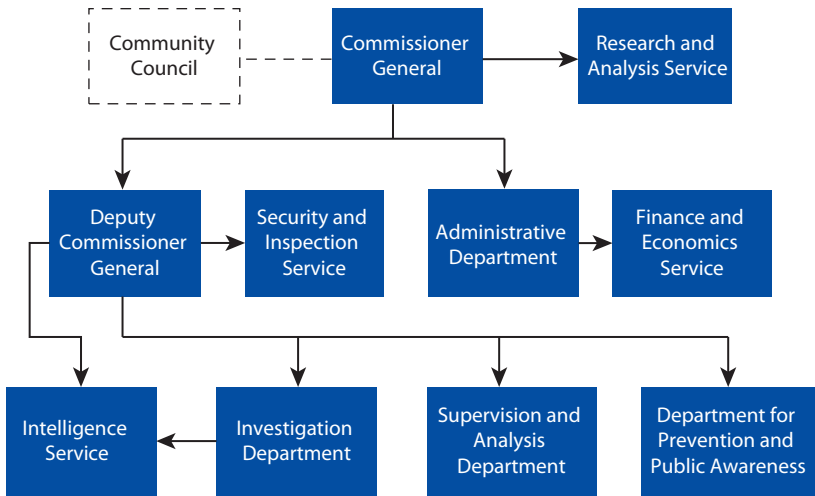 Community
Council
Commissioner
General
Research and
Analysis Service
Deputy
Commissioner
General
Security and
Inspection
Service
Administrative
Department
Finance and
Economics
Service
Intelligence
Service
Investigation
Department
Supervision and
Analysis
Department
Department for
Prevention and
Public Awareness